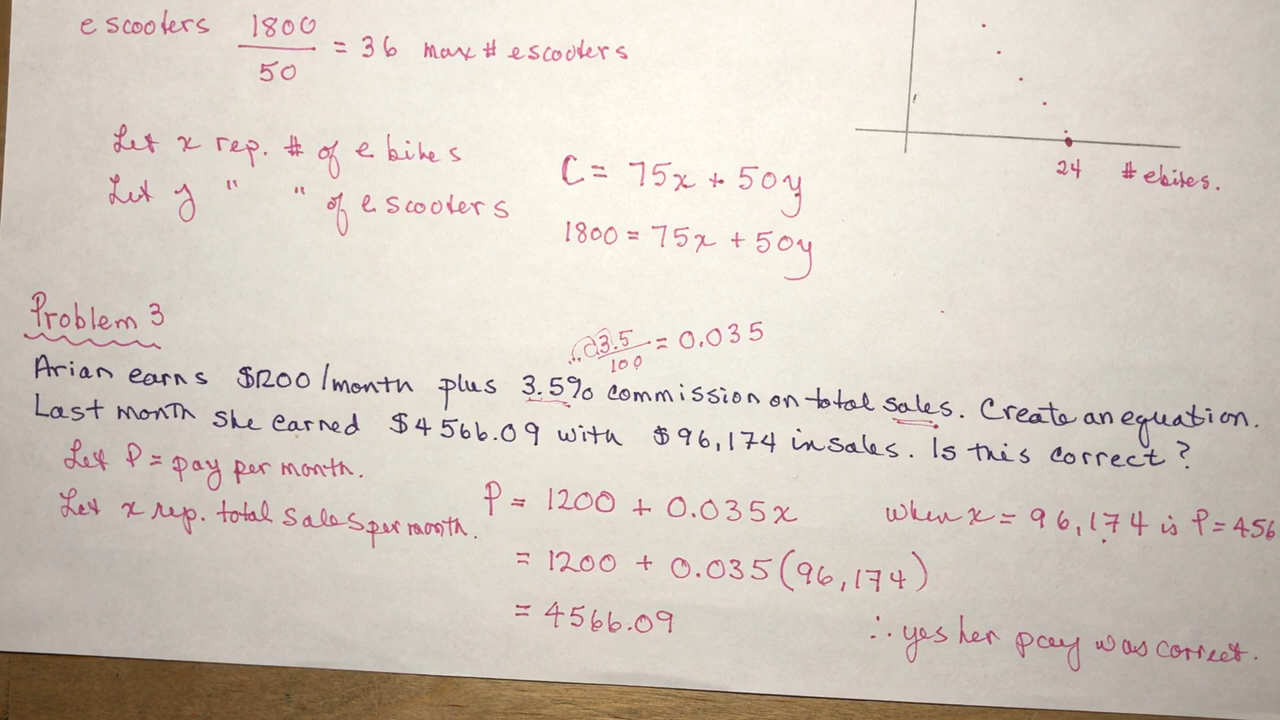 e scooters 1800/50 = 36 max # escooters
24 # ebikes.
Let x rep. # of e bikes
Let y " " of e scooters
C = 75x + 50y
1800 = 75x + 50y
Problem 3
3.5/100 = 0.035
Arian earns $1200/month plus 3.5% commission on total sales. Create an equation.
Last month she earned $4566.09 with $96,174 in sales. Is this correct?
Let P = pay per month.
Let x rep. total sales per month.
P = 1200 + 0.035x when x = 96,174 is P = 456
= 1200 + 0.035(96,174)
= 4566.09
∴ yes her pay was correct.